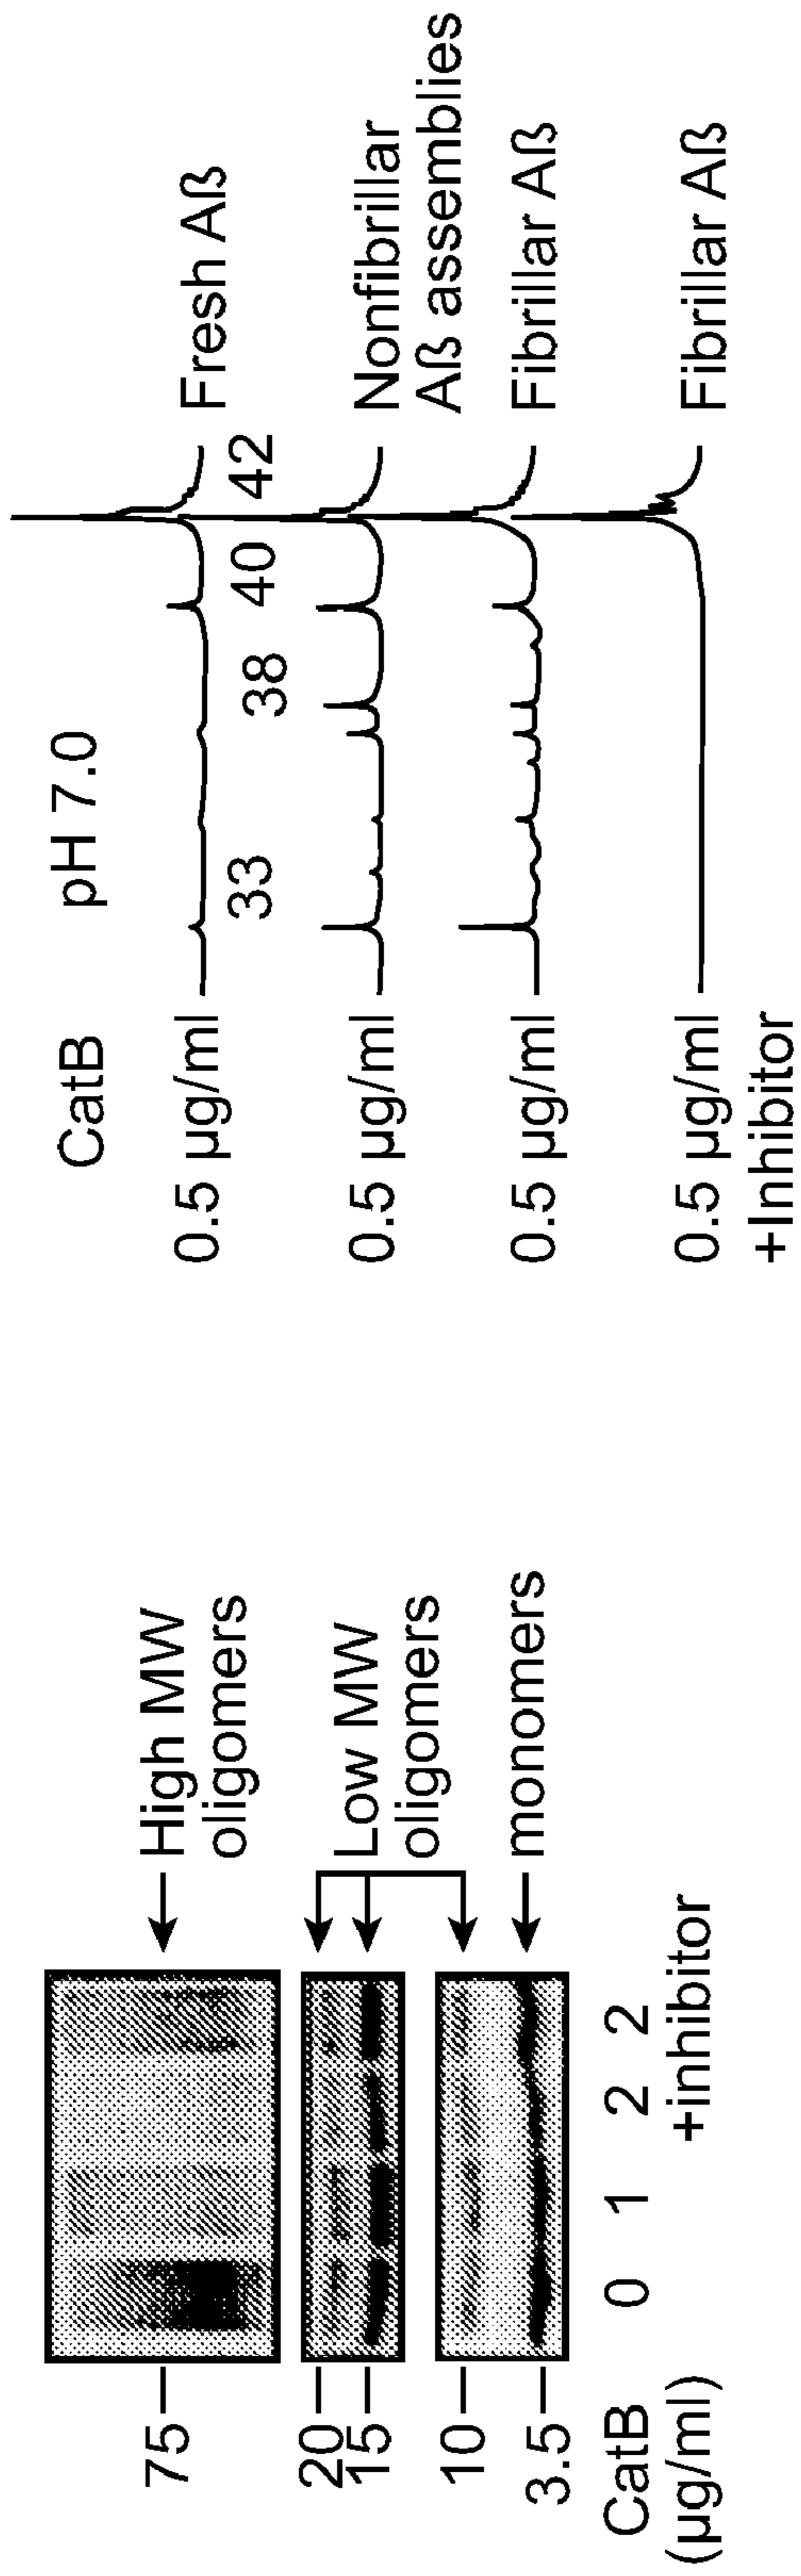 75
20
15
10
3.5
CatB
(µg/ml)
0 1 2 2
+inhibitor
High MW
oligomers
Low MW
oligomers
monomers
CatB pH 7.0
0.5 µg/ml
Fresh Aß
33 38 40 42
0.5 µg/ml
Nonfibrillar
Aß assemblies
0.5 µg/ml
Fibrillar Aß
0.5 µg/ml
+Inhibitor
Fibrillar Aß